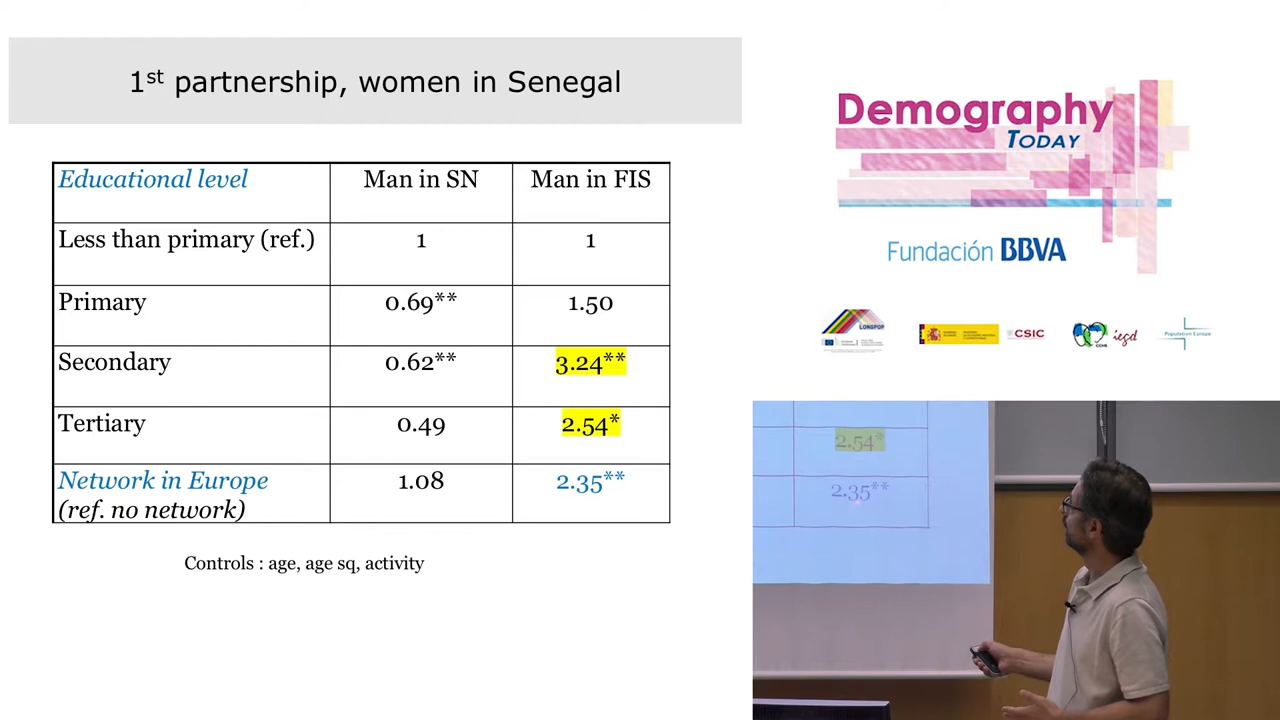 1st partnership, women in Senegal
Educational level Man in SN Man in FIS
Less than primary (ref.) 1 1
Primary 0.69** 1.50
Secondary 0.62** 3.24**
Tertiary 0.49 2.54*
Network in Europe 1.08 2.35**
(ref. no network)
Controls : age, age sq, activity
Demography
TODAY
Fundación BBVA
LONGPOP
CSIC
CCHS iegd
Population Europe
2.54*
2.35**